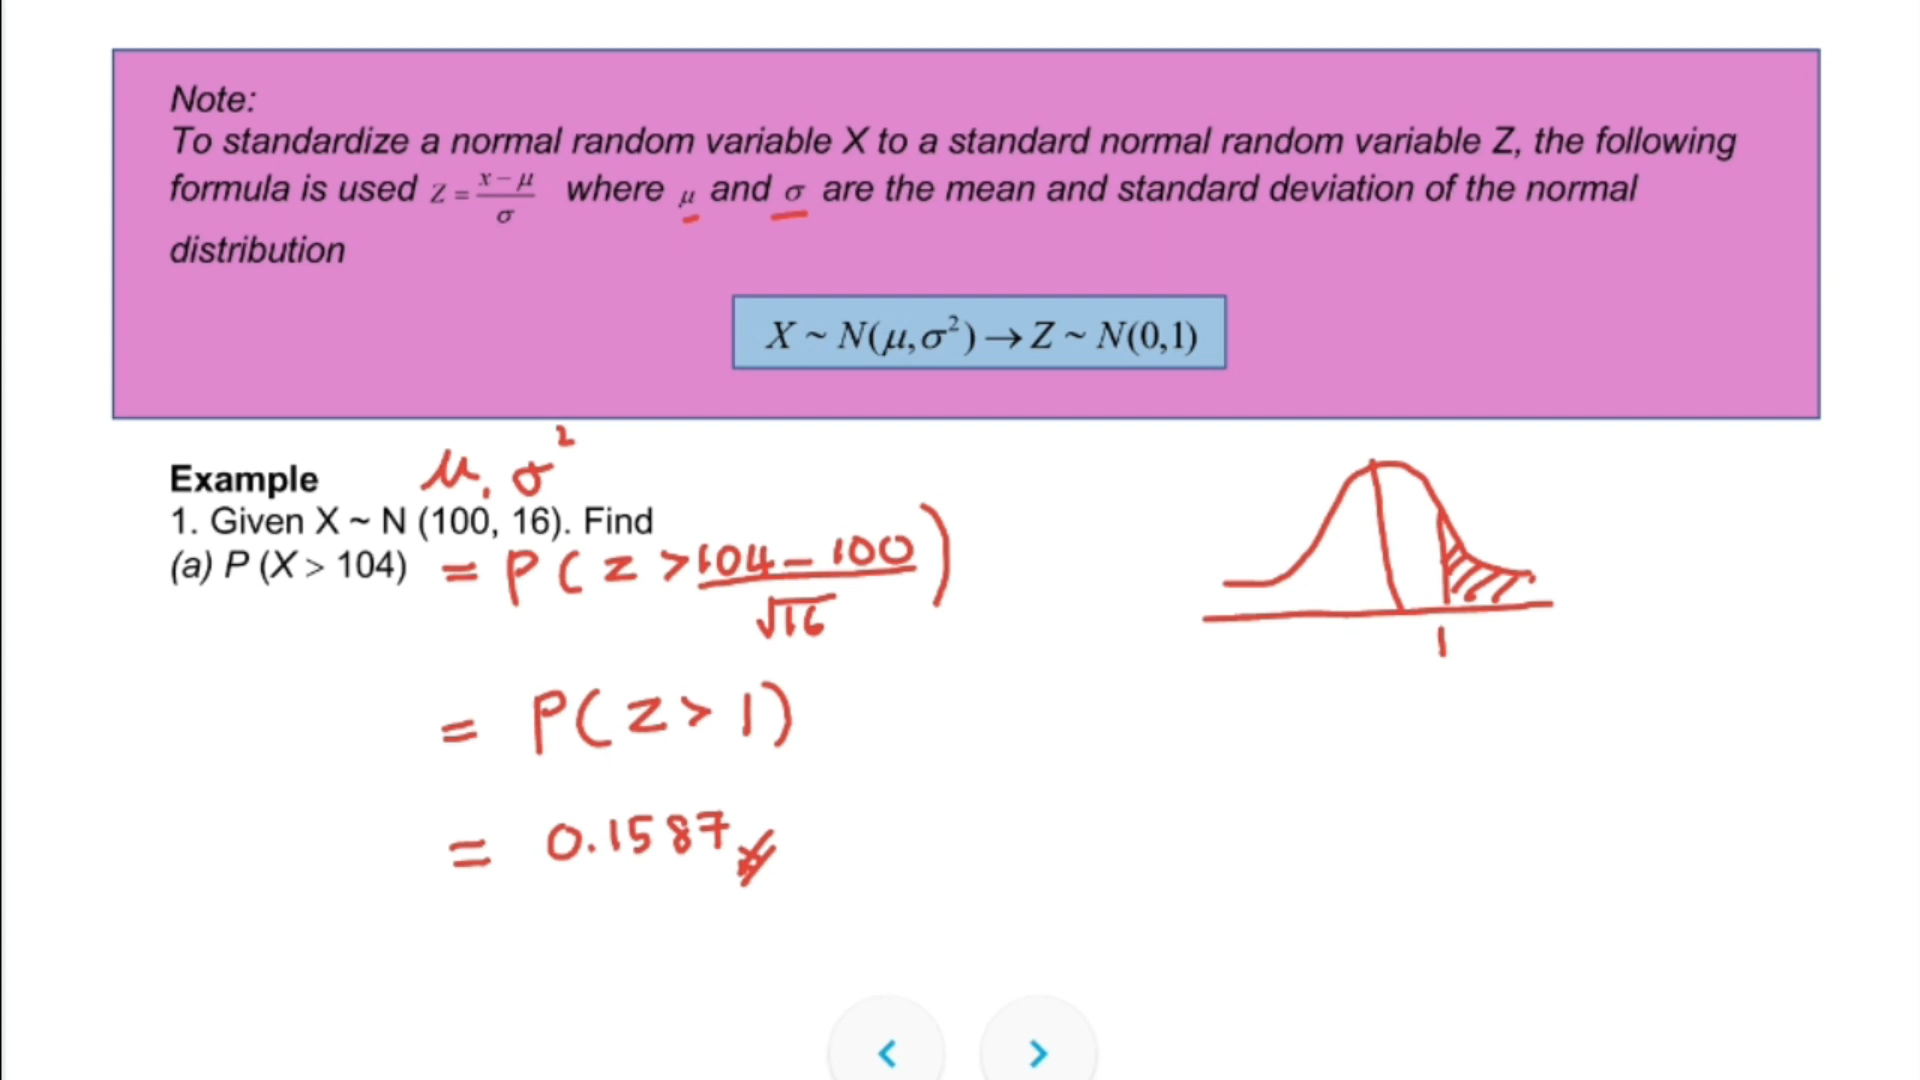 Note:
To standardize a normal random variable X to a standard normal random variable Z, the following
formula is used z = (x − μ)/σ where μ and σ are the mean and standard deviation of the normal
distribution
X ~ N(μ,σ²) → Z ~ N(0,1)
μ, σ²
Example
1. Given X ~ N (100, 16). Find
(a) P (X > 104) = P ( Z > (104 − 100)/√16 )
1
= P( Z > 1)
= 0.1587